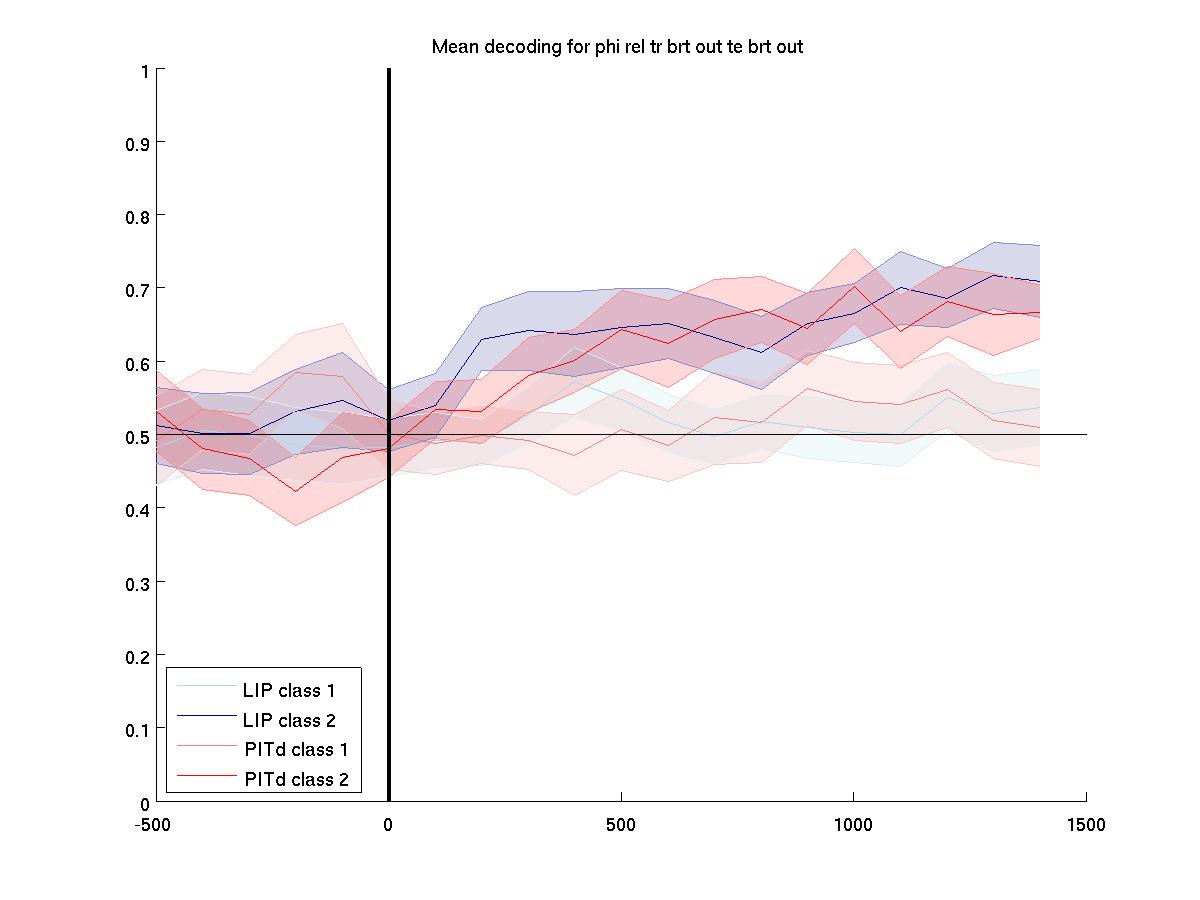 Mean decoding for phi rel tr brt out te brt out
1
0.9
0.8
0.7
0.6
0.5
0.4
0.3
0.2
0.1
0
LIP class 1
LIP class 2
PITd class 1
PITd class 2
-500 0 500 1000 1500